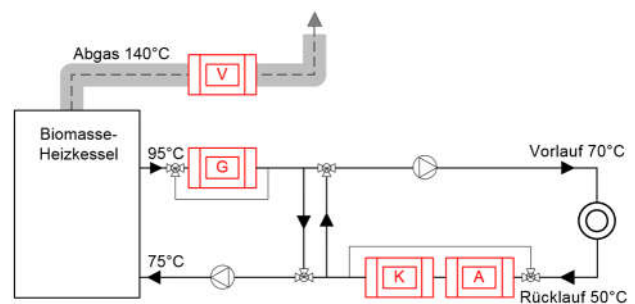 Abgas 140°C
V
Biomasse-
Heizkessel
95°C
G
Vorlauf 70°C
75°C
K
A
Rücklauf 50°C